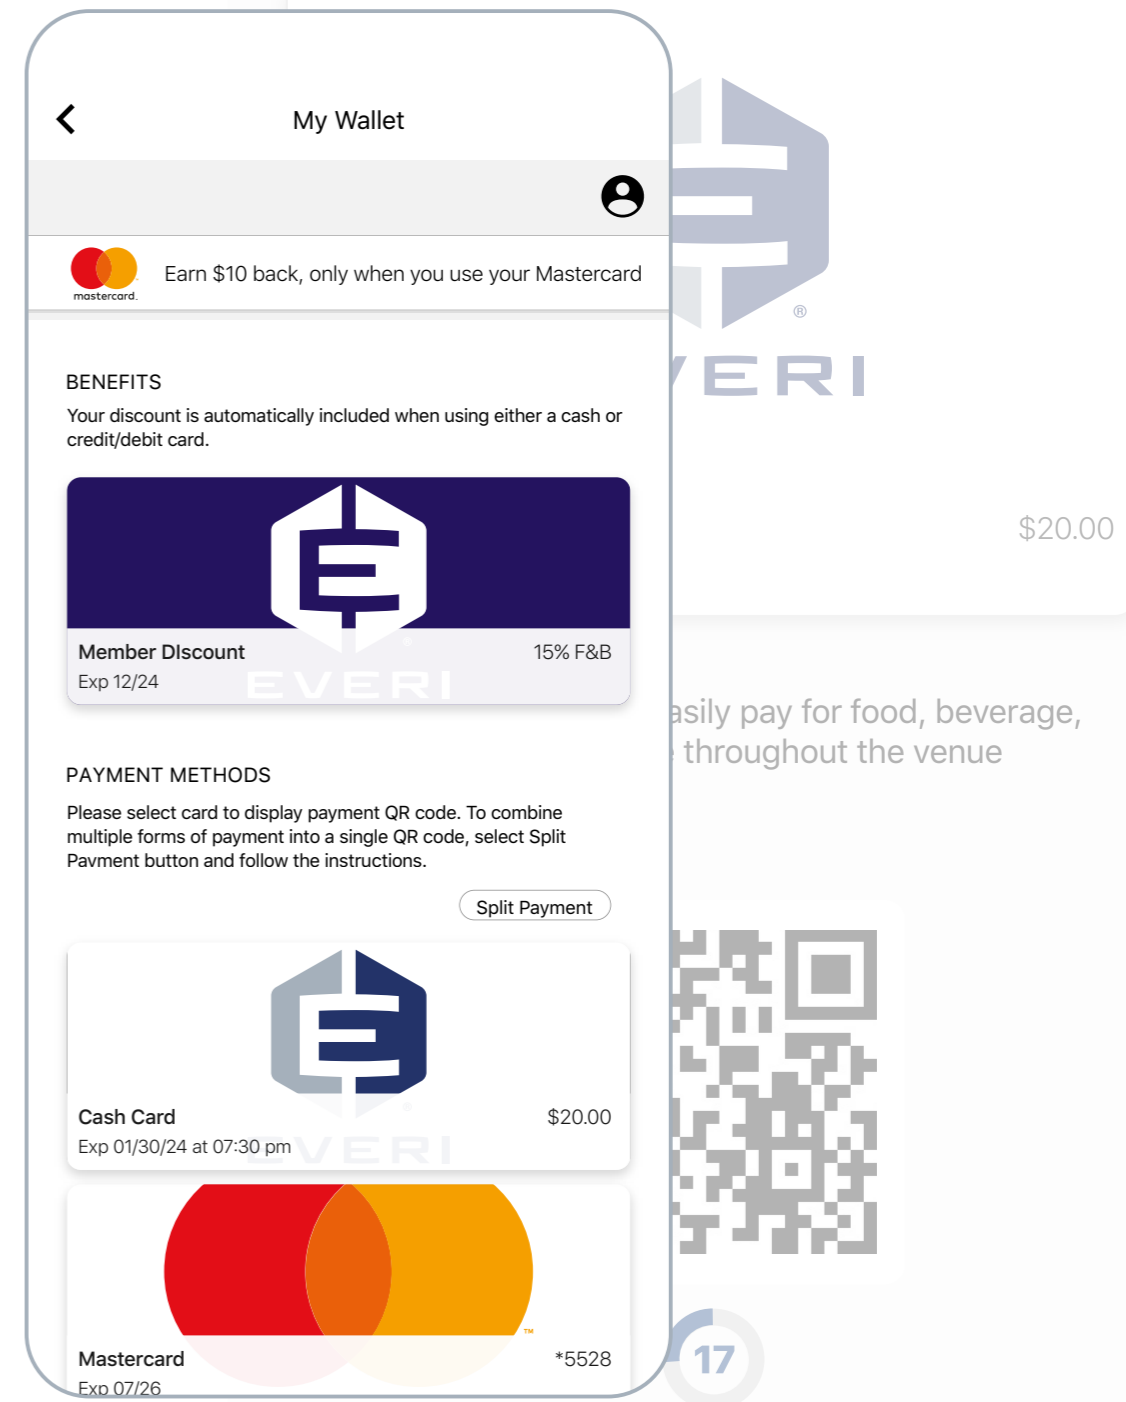 My Wallet
mastercard.
Earn $10 back, only when you use your Mastercard
BENEFITS
Your discount is automatically included when using either a cash or
credit/debit card.
Member DIscount
15% F&B
Exp 12/24
EVERI
PAYMENT METHODS
Please select card to display payment QR code. To combine
multiple forms of payment into a single QR code, select Split
Pavment button and follow the instructions.
Split Payment
Cash Card
$20.00
Exp 01/30/24 at 07:30 pm
EVERI
™
Mastercard
*5528
Exp 07/26
®
VERI
$20.00
asily pay for food, beverage,
throughout the venue
17